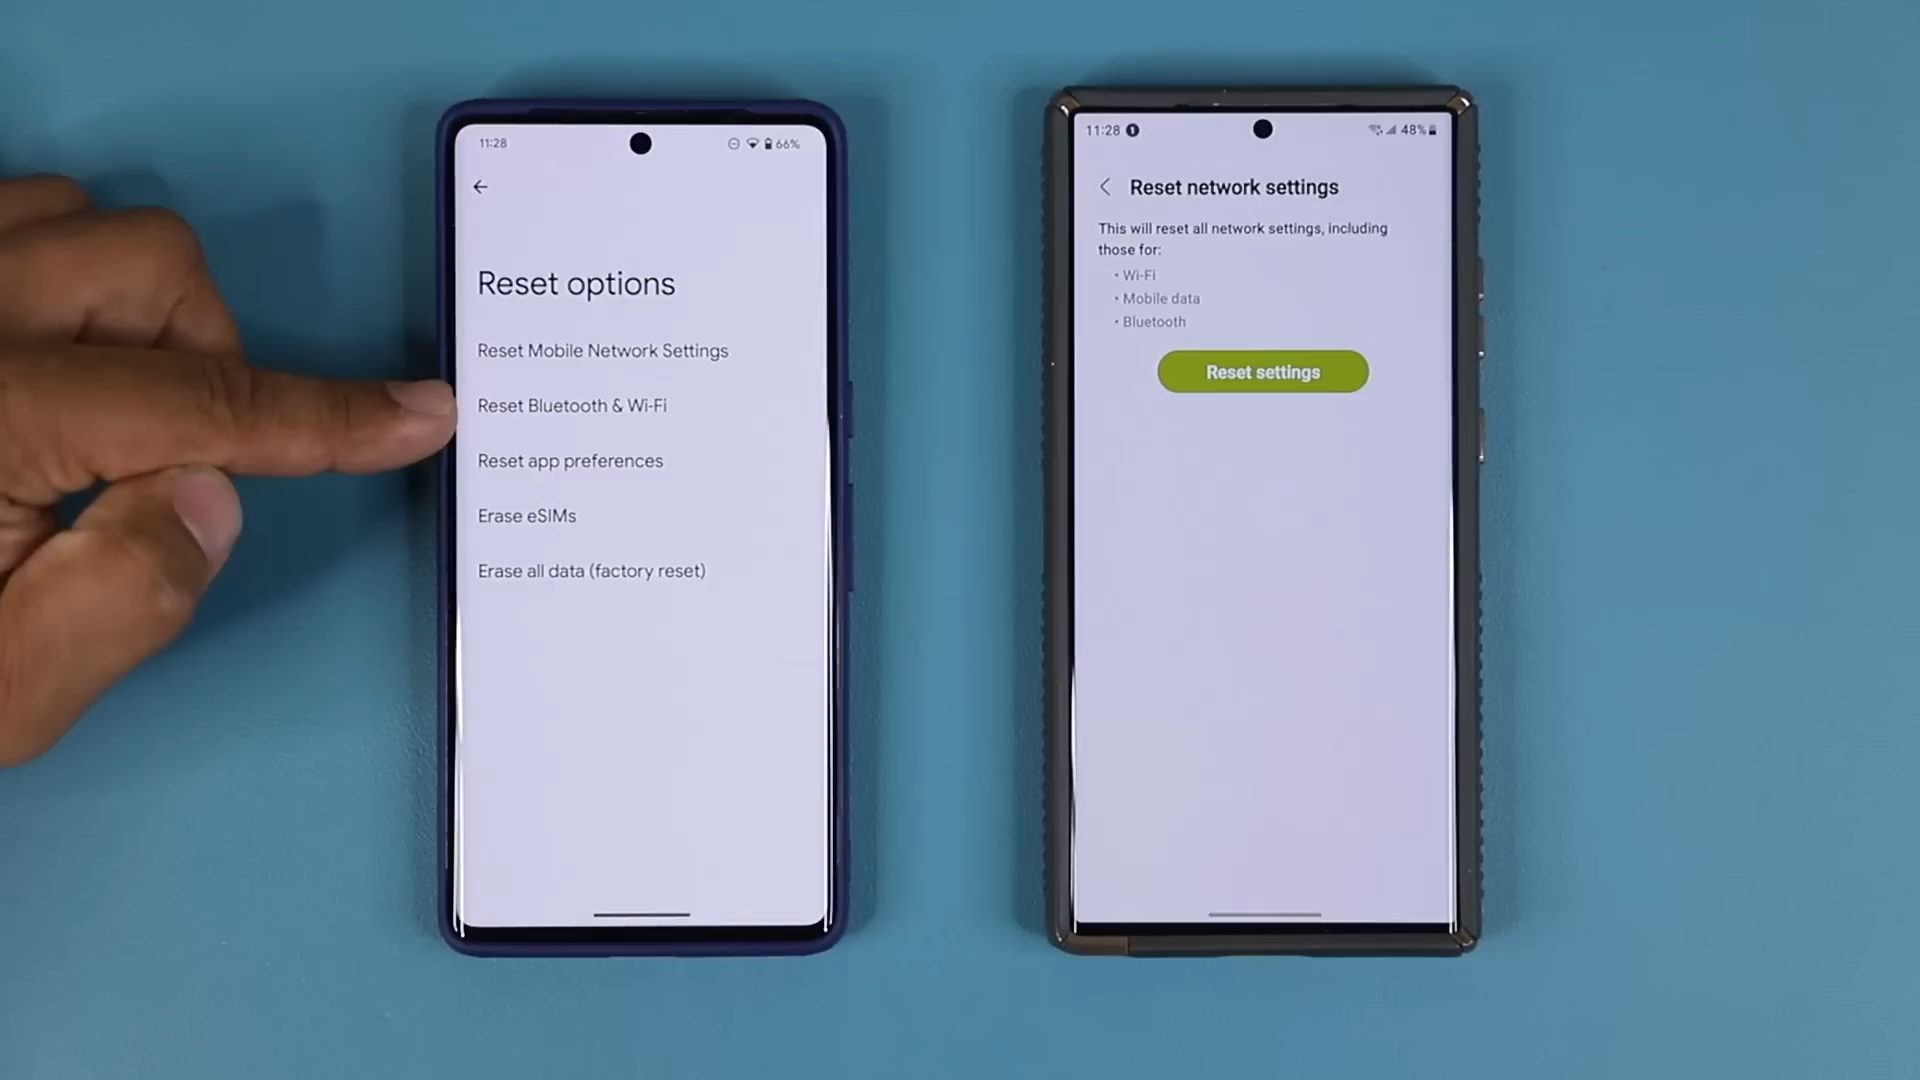 11:28
66%
Reset options
Reset Mobile Network Settings
Reset Bluetooth & Wi-Fi
Reset app preferences
Erase eSIMs
Erase all data (factory reset)
11:28
48%
Reset network settings
This will reset all network settings, including
those for:
• Wi-Fi
• Mobile data
• Bluetooth
Reset settings